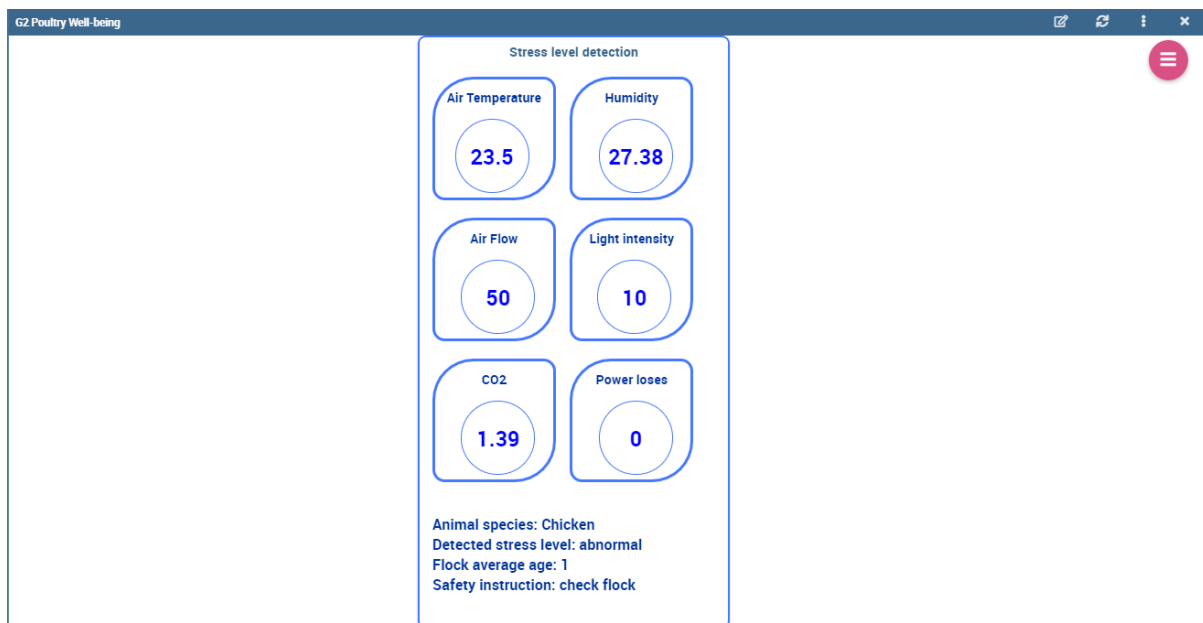 G2 Poultry Well-being
Stress level detection
Air Temperature
23.5
Humidity
27.38
Air Flow
50
Light intensity
10
CO2
1.39
Power loses
0
Animal species: Chicken
Detected stress level: abnormal
Flock average age: 1
Safety instruction: check flock